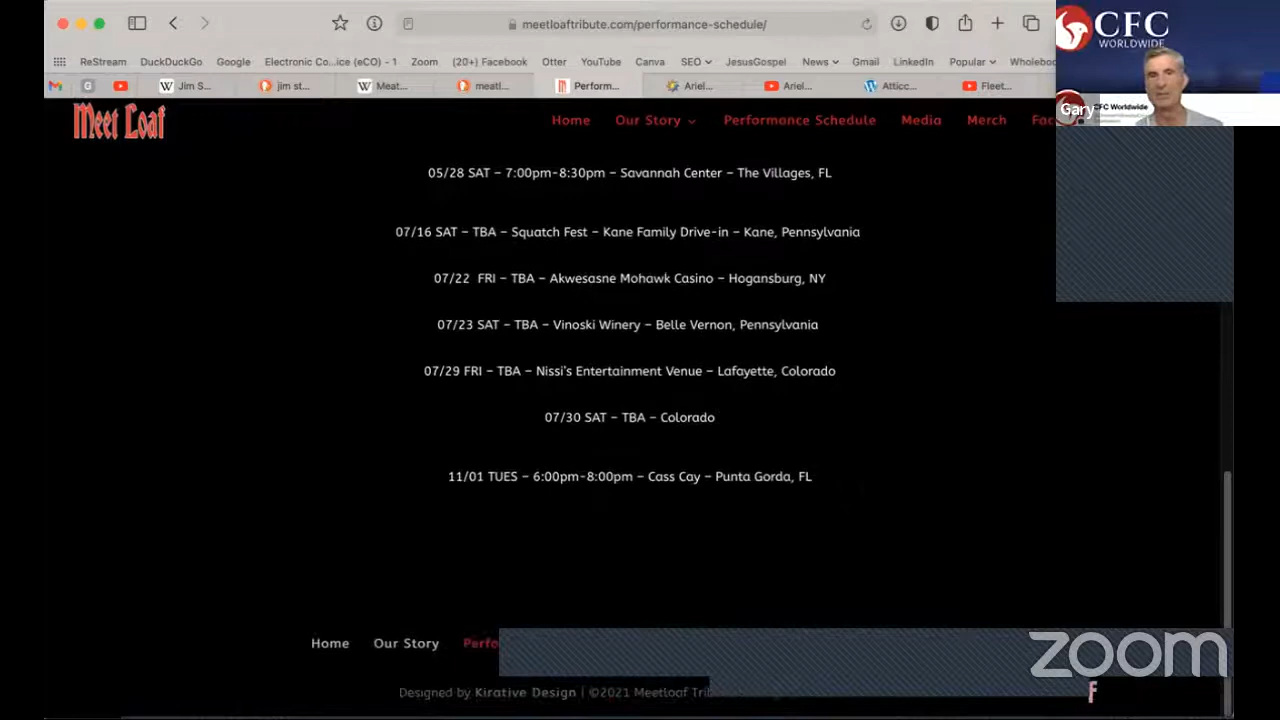 meetloaftribute.com/performance-schedule/
ReStream DuckDuckGo Google Electronic Co...ice (eCO) - 1 Zoom (20+) Facebook Otter YouTube Canva SEO JesusGospel News Gmail LinkedIn Popular
Jim S... jim st... Meat... meatl... Perform... Ariel... Ariel... Atticc... Fleet...
CFC
WORLDWIDE
CFC Worldwide
Gary
Meet Loaf
Home Our Story Performance Schedule Media Merch
05/28 SAT – 7:00pm-8:30pm – Savannah Center – The Villages, FL
07/16 SAT – TBA – Squatch Fest – Kane Family Drive-in – Kane, Pennsylvania
07/22 FRI – TBA – Akwesasne Mohawk Casino – Hogansburg, NY
07/23 SAT – TBA – Vinoski Winery – Belle Vernon, Pennsylvania
07/29 FRI – TBA – Nissi's Entertainment Venue – Lafayette, Colorado
07/30 SAT – TBA – Colorado
11/01 TUES – 6:00pm-8:00pm – Cass Cay – Punta Gorda, FL
Home Our Story Perfo
zoom
Designed by Kirative Design | ©2021 Meetloaf Tri